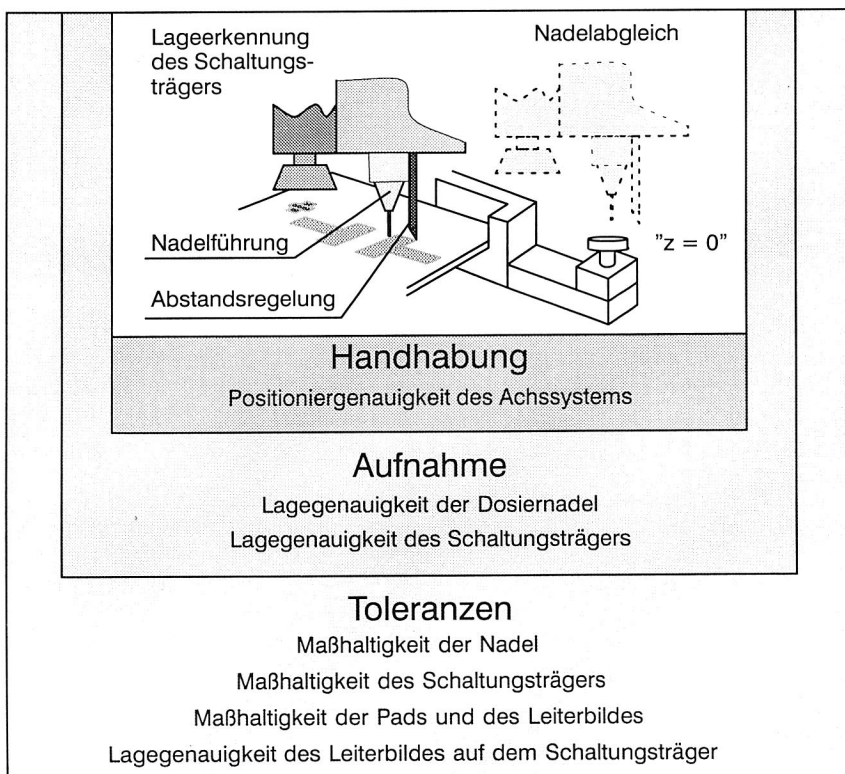 Lageerkennung
des Schaltungs-
trägers
Nadelabgleich
Nadelführung
"z = 0"
Abstandsregelung
Handhabung
Positioniergenauigkeit des Achssystems
Aufnahme
Lagegenauigkeit der Dosiernadel
Lagegenauigkeit des Schaltungsträgers
Toleranzen
Maßhaltigkeit der Nadel
Maßhaltigkeit des Schaltungsträgers
Maßhaltigkeit der Pads und des Leiterbildes
Lagegenauigkeit des Leiterbildes auf dem Schaltungsträger